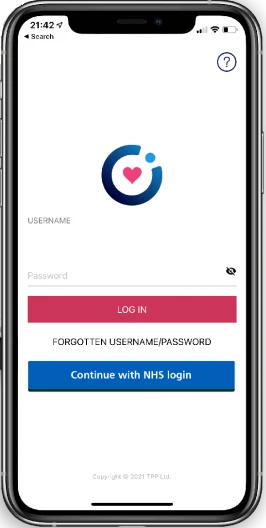 21:42
◀ Search
?
USERNAME
Password
LOG IN
FORGOTTEN USERNAME/PASSWORD
Continue with NHS login
Copyright © 2021 TPP Ltd.